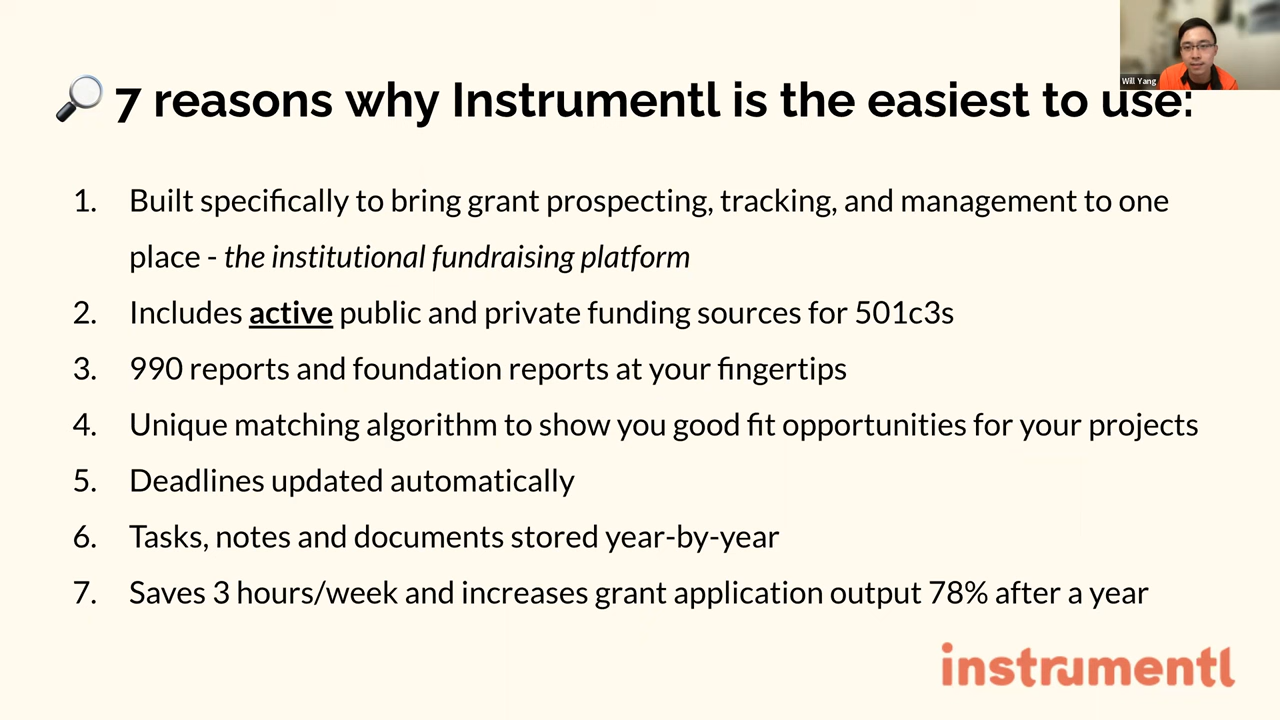 Will Yang
7 reasons why Instrumentl is the easiest to use:
1. Built specifically to bring grant prospecting, tracking, and management to one
place - the institutional fundraising platform
2. Includes active public and private funding sources for 501c3s
3. 990 reports and foundation reports at your fingertips
4. Unique matching algorithm to show you good fit opportunities for your projects
5. Deadlines updated automatically
6. Tasks, notes and documents stored year-by-year
7. Saves 3 hours/week and increases grant application output 78% after a year
instrumentl